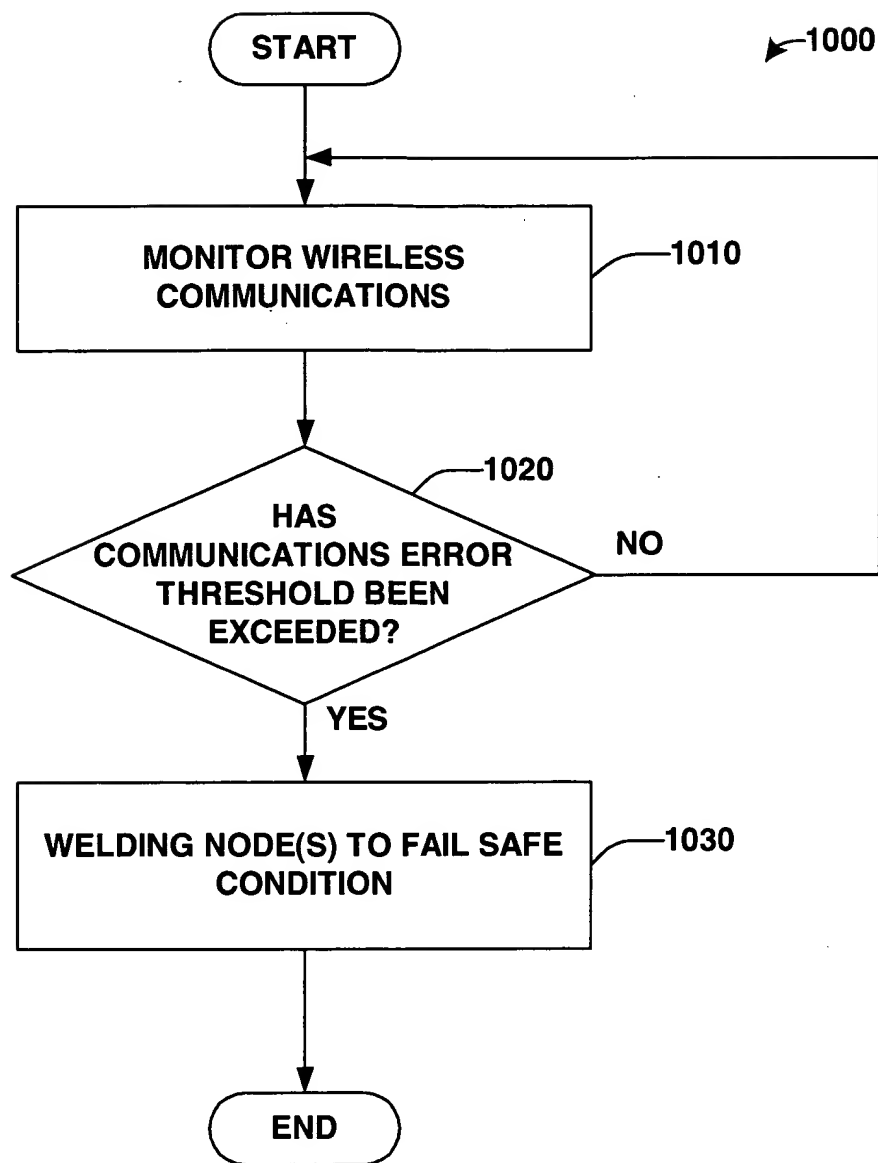 START
1000
MONITOR WIRELESS
COMMUNICATIONS
1010
1020
HAS
COMMUNICATIONS ERROR
THRESHOLD BEEN
EXCEEDED?
NO
YES
WELDING NODE(S) TO FAIL SAFE
CONDITION
1030
END